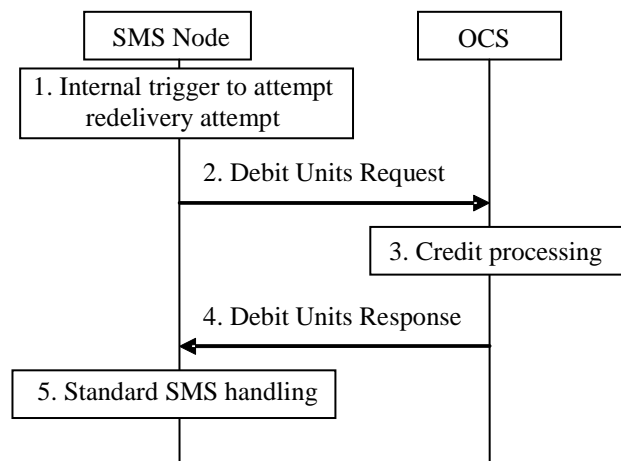 SMS Node
OCS
1. Internal trigger to attempt
redelivery attempt
2. Debit Units Request
3. Credit processing
4. Debit Units Response
5. Standard SMS handling